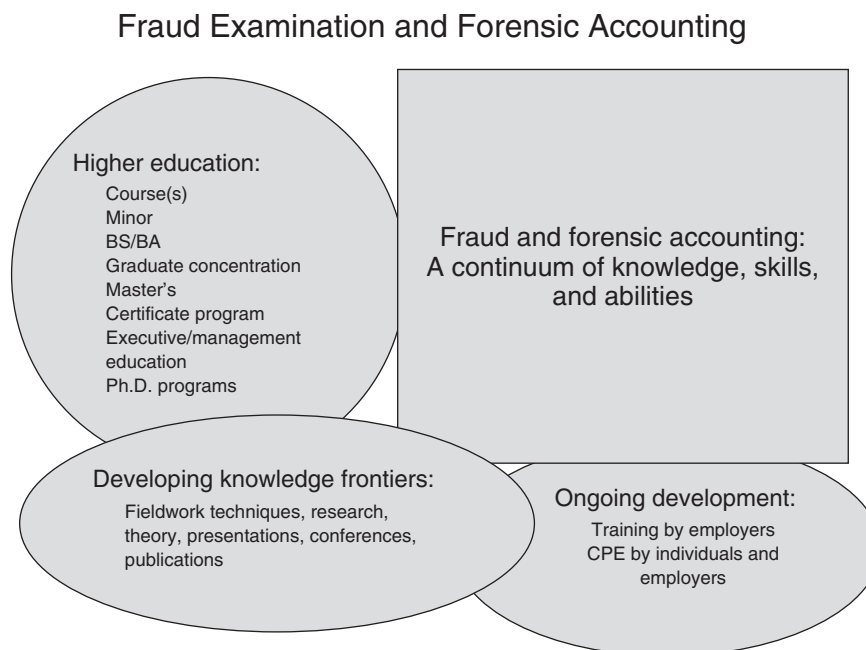 Fraud Examination and Forensic Accounting
Higher education:
Course(s)
Minor
BS/BA
Graduate concentration
Master's
Certificate program
Executive/management
education
Ph.D. programs
Fraud and forensic accounting:
A continuum of knowledge, skills,
and abilities
Developing knowledge frontiers:
Fieldwork techniques, research,
theory, presentations, conferences,
publications
Ongoing development:
Training by employers
CPE by individuals and
employers